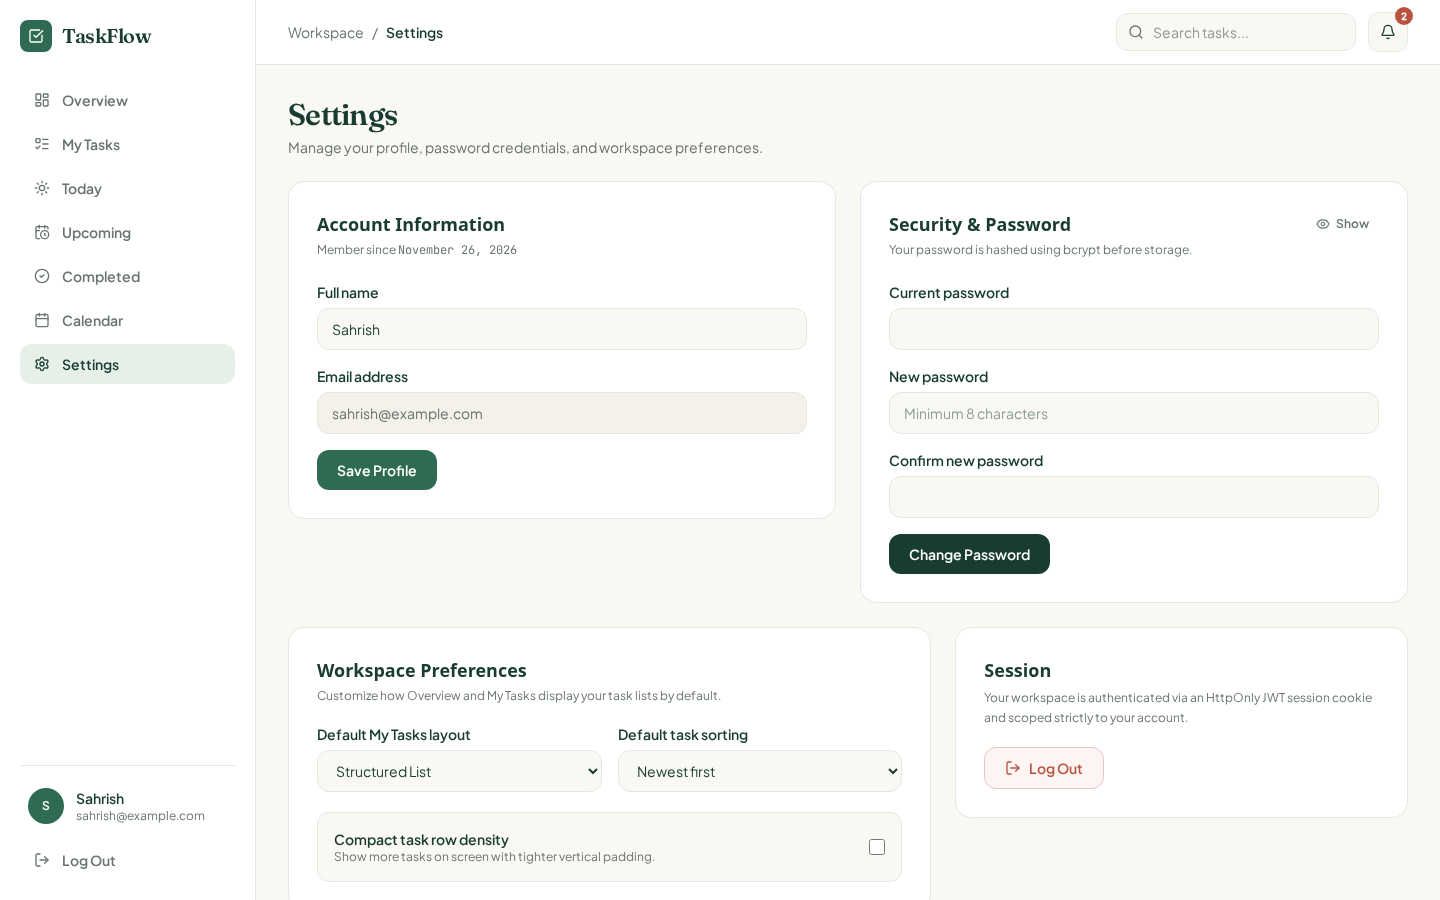 TaskFlow
Overview
My Tasks
Today
Upcoming
Completed
Calendar
Settings
S
Sahrish
sahrish@example.com
Log Out
Workspace / Settings
Search tasks...
2
Settings
Manage your profile, password credentials, and workspace preferences.
Account Information
Member since November 26, 2026
Full name
Sahrish
Email address
sahrish@example.com
Save Profile
Security & Password
Show
Your password is hashed using bcrypt before storage.
Current password
New password
Minimum 8 characters
Confirm new password
Change Password
Workspace Preferences
Customize how Overview and My Tasks display your task lists by default.
Default My Tasks layout
Structured List
Default task sorting
Newest first
Compact task row density
Show more tasks on screen with tighter vertical padding.
Session
Your workspace is authenticated via an HttpOnly JWT session cookie
and scoped strictly to your account.
Log Out